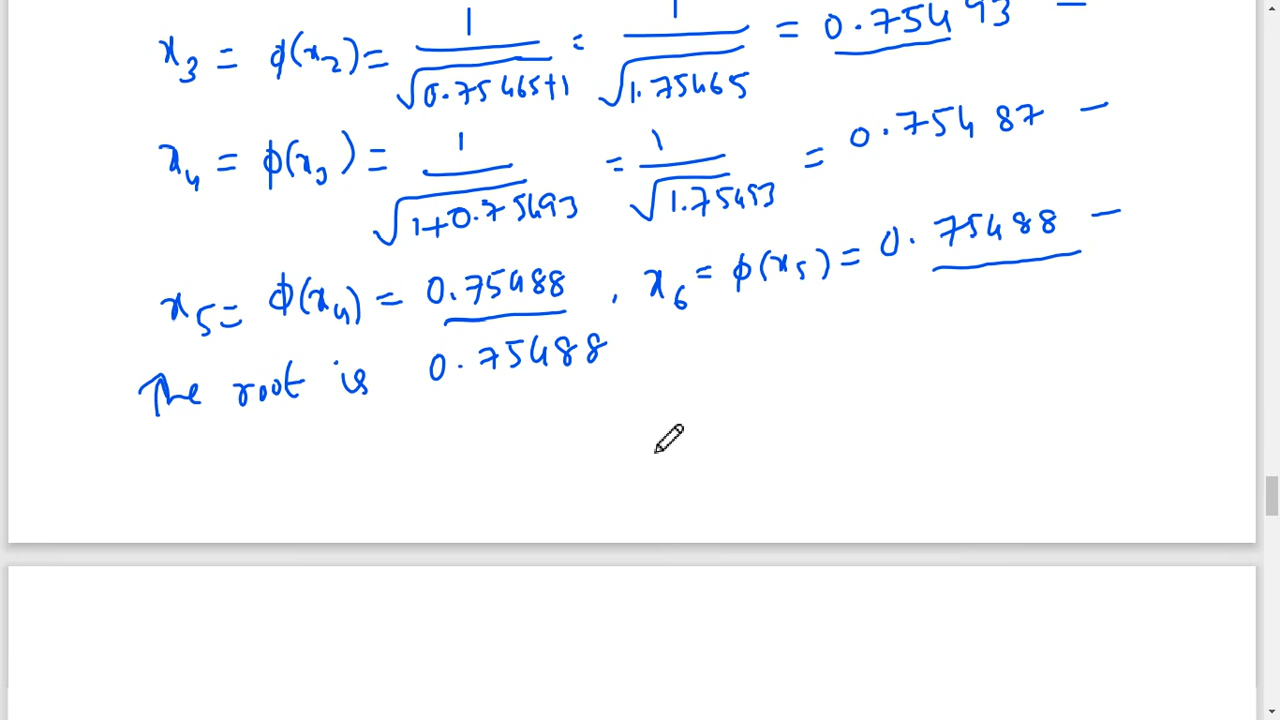 x₃ = φ(x₂) = 1/√(0.75465+1) = 1/√1.75465 = 0.75493 –
x₄ = φ(x₃) = 1/√(1+0.75493) = 1/√1.75493 = 0.75487 –
x₅ = φ(x₄) = 0.75488 , x₆ = φ(x₅) = 0.75488 –
The root is 0.75488